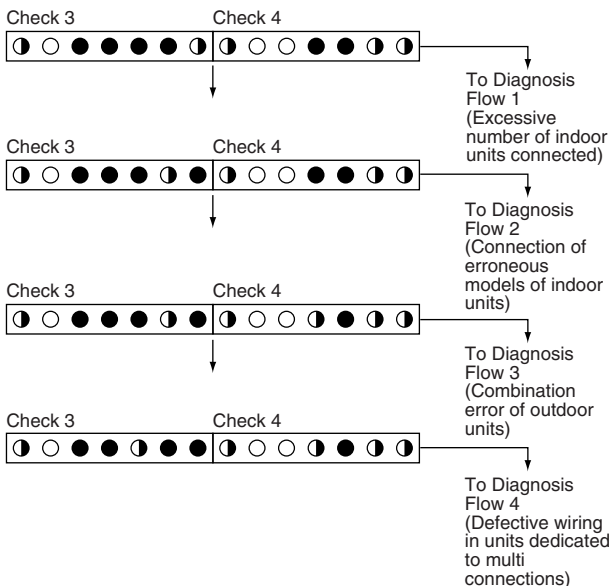 Check 3
Check 4
To Diagnosis
Flow 1
(Excessive
number of indoor
units connected)
Check 3
Check 4
To Diagnosis
Flow 2
(Connection of
erroneous
models of indoor
units)
Check 3
Check 4
To Diagnosis
Flow 3
(Combination
error of outdoor
units)
Check 3
Check 4
To Diagnosis
Flow 4
(Defective wiring
in units dedicated
to multi
connections)